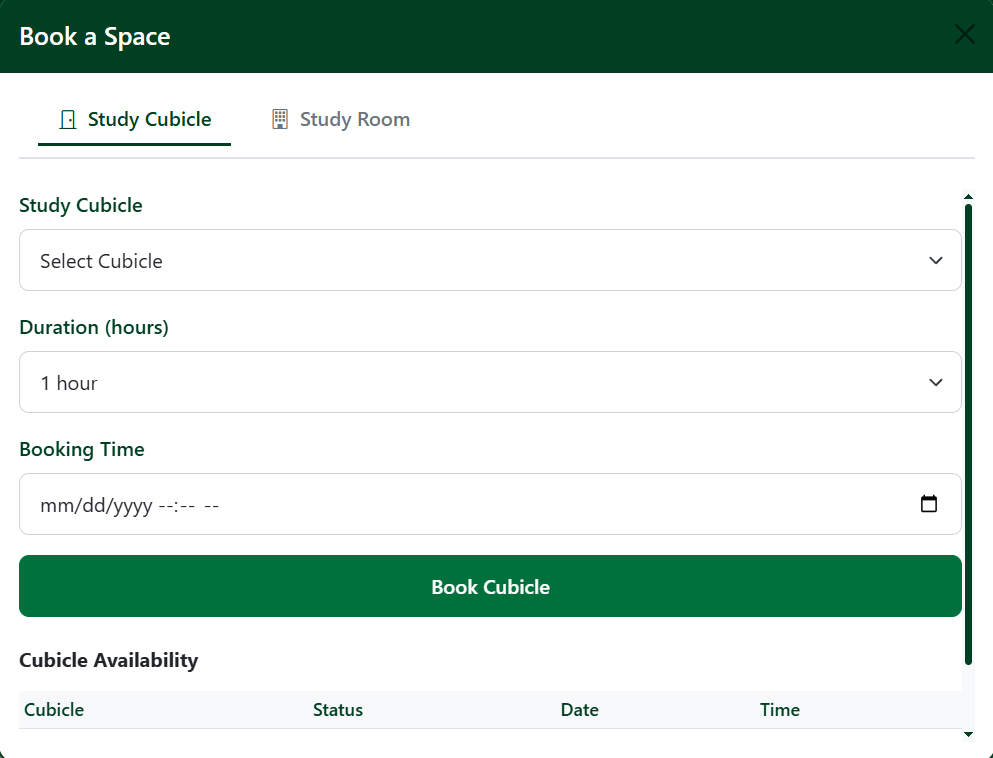 Book a Space
Study Cubicle Study Room
Study Cubicle
Select Cubicle
Duration (hours)
1 hour
Booking Time
mm/dd/yyyy --:-- --
Book Cubicle
Cubicle Availability
Cubicle Status Date Time